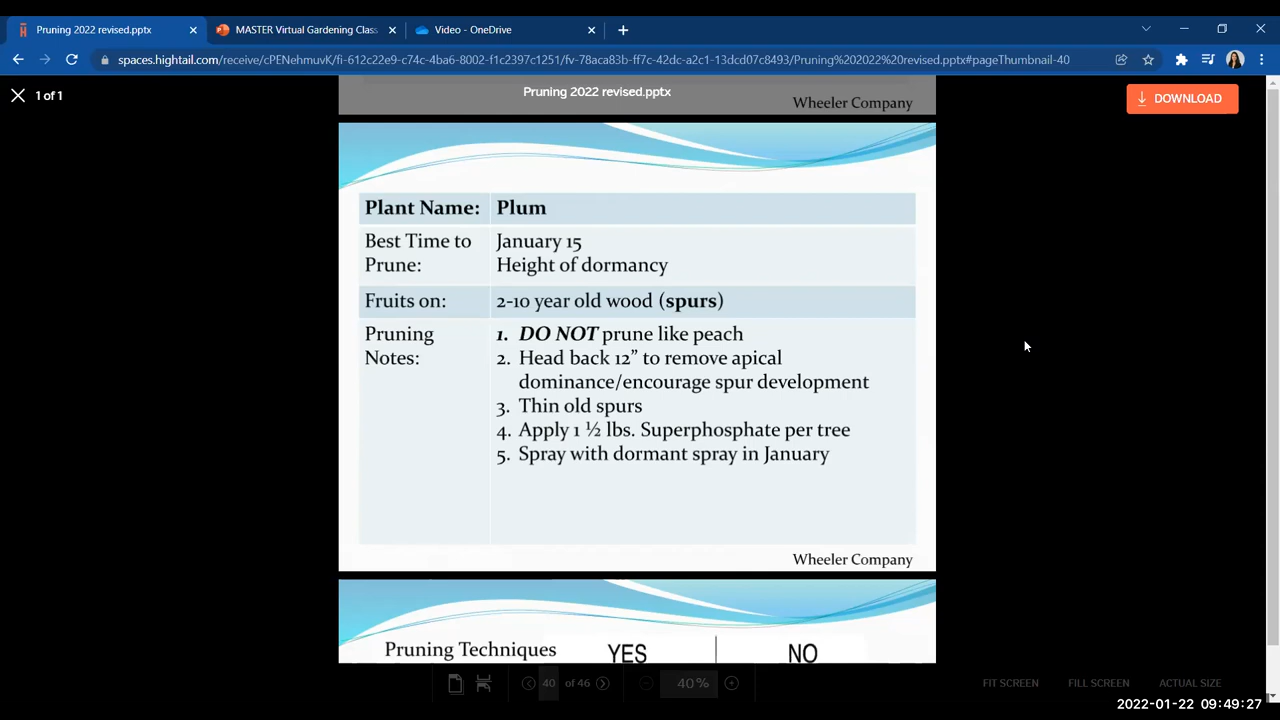 Pruning 2022 revised.pptx
MASTER Virtual Gardening Class
Video - OneDrive
spaces.hightail.com/receive/cPENehmuvK/fi-612c22e9-c74c-4ba6-8002-f1c2397c1251/fv-78aca83b-ff7c-42dc-a2c1-13dcd07c8493/Pruning%202022%20revised.pptx#pageThumbnail-40
1 of 1
Pruning 2022 revised.pptx
DOWNLOAD
Wheeler Company
Plant Name: Plum
Best Time to Prune: January 15
Height of dormancy
Fruits on: 2-10 year old wood (spurs)
Pruning Notes: 1. DO NOT prune like peach
2. Head back 12” to remove apical
dominance/encourage spur development
3. Thin old spurs
4. Apply 1 ½ lbs. Superphosphate per tree
5. Spray with dormant spray in January
Wheeler Company
Pruning Techniques YES NO
40 of 46
40 %
FIT SCREEN FILL SCREEN ACTUAL SIZE
2022-01-22 09:49:27